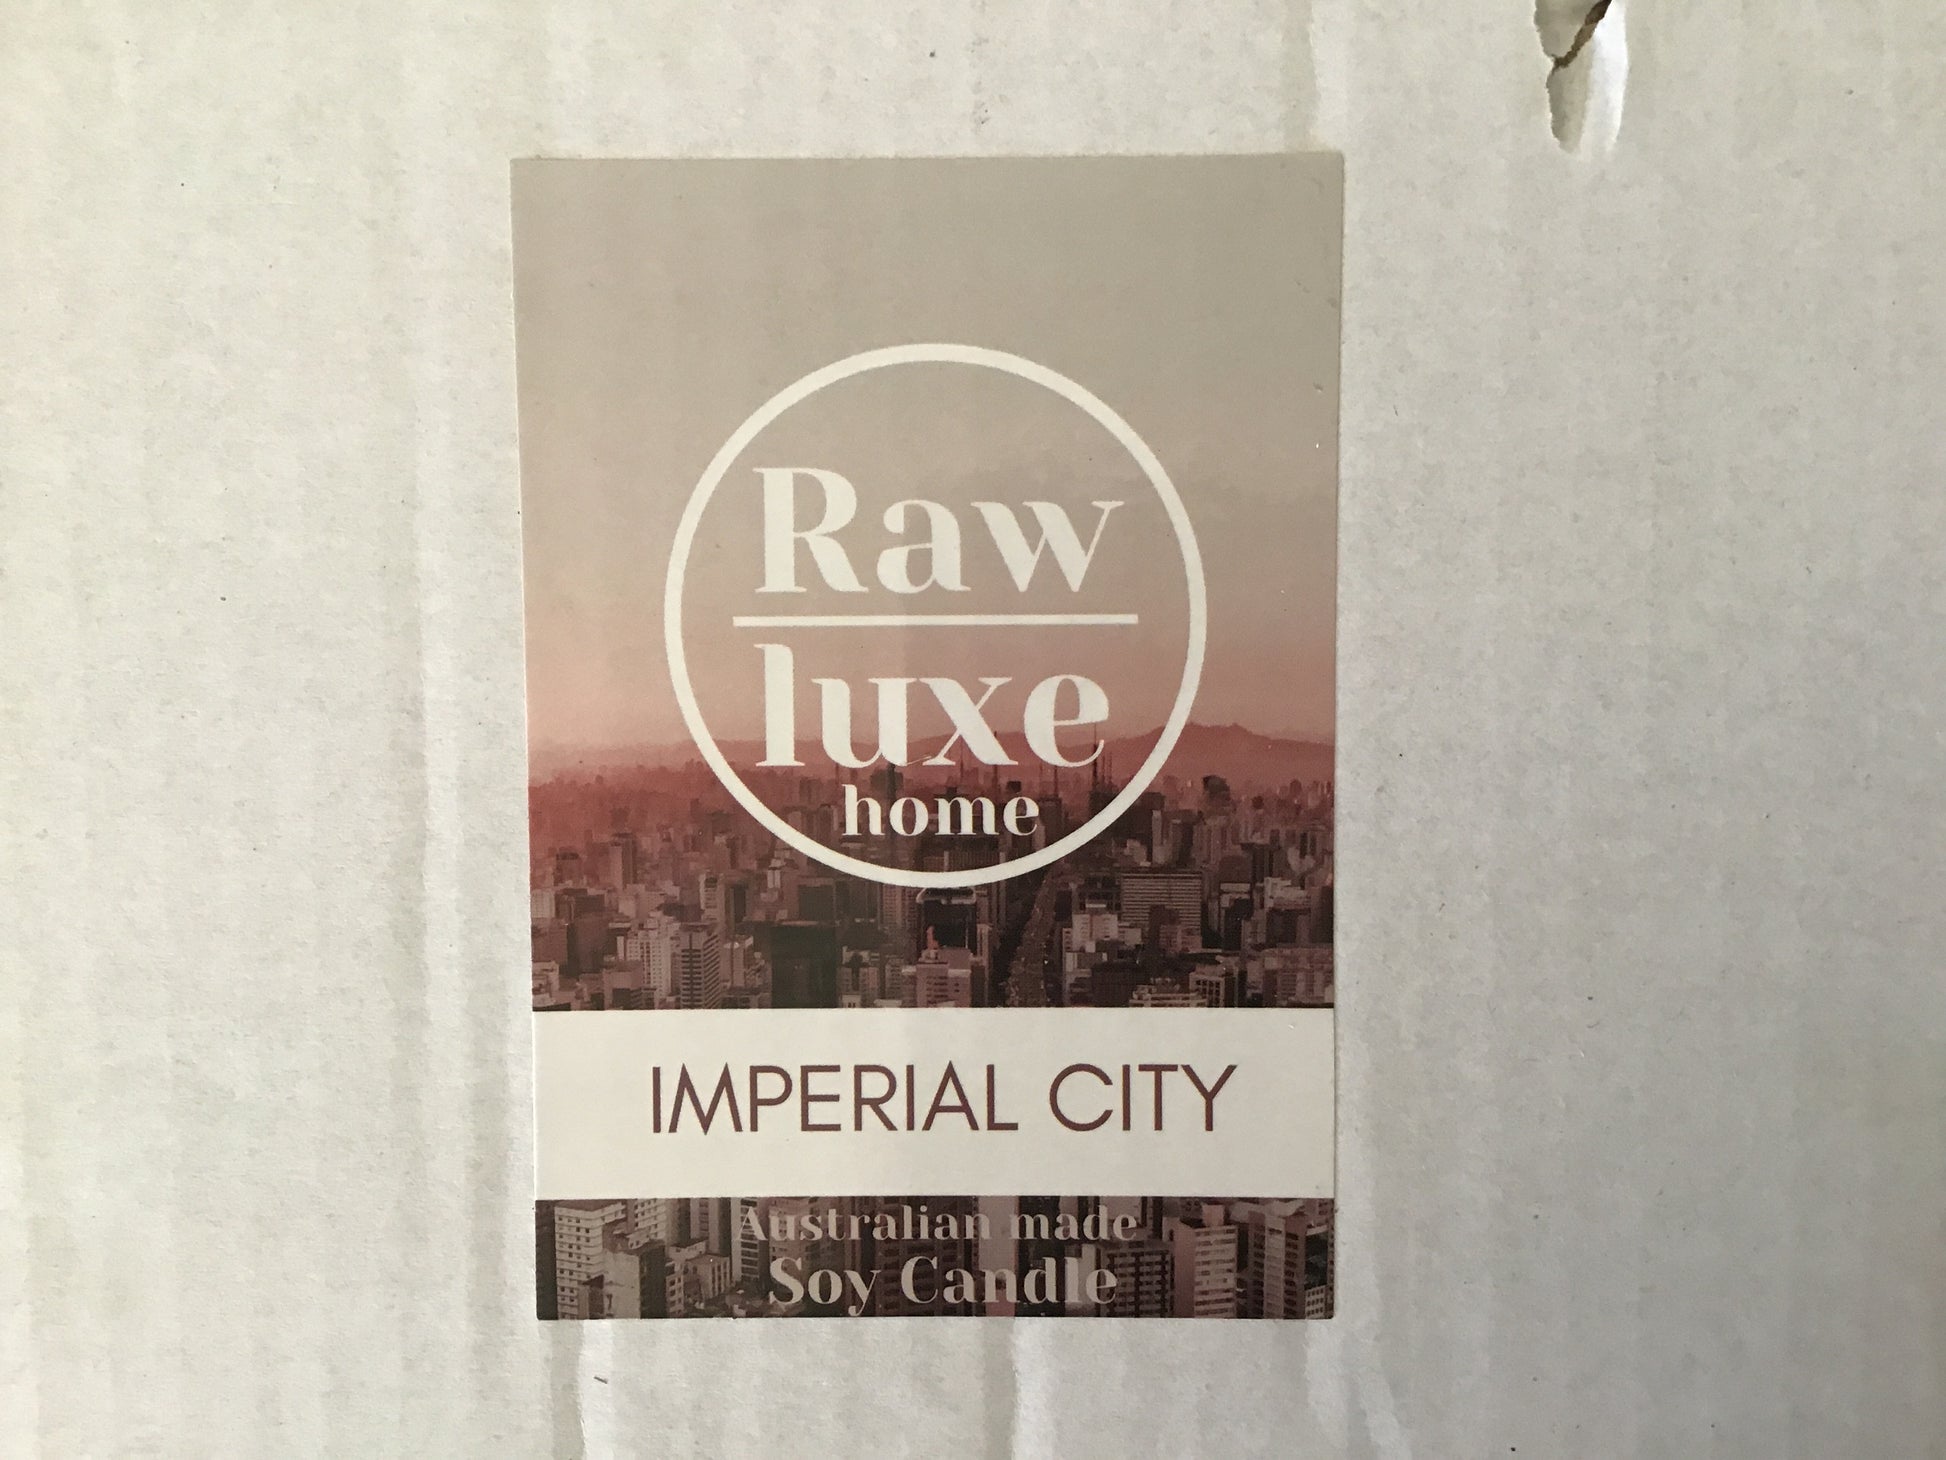 Raw
luxe
home
IMPERIAL CITY
Australian made
Soy Candle